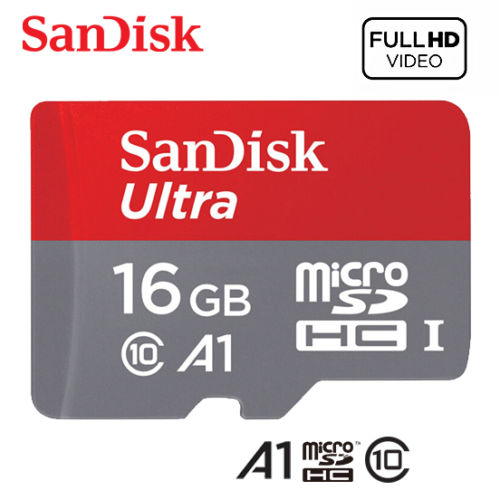 SanDisk
FULL HD
VIDEO
SanDisk
Ultra
16 GB
micro
SD
HC I
10 A1
A1 micro SD HC 10